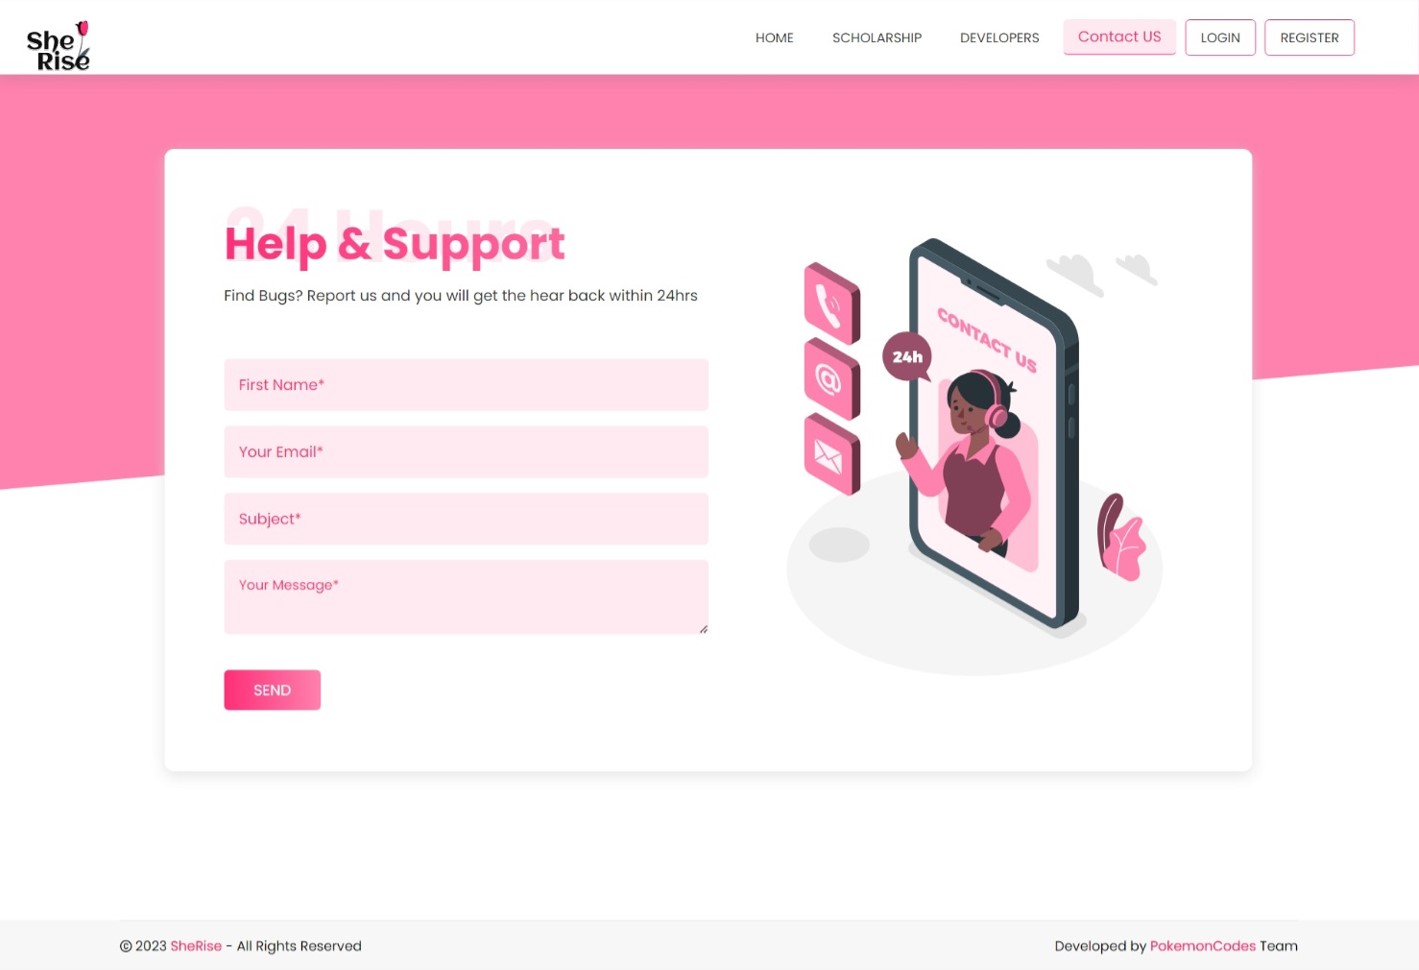 She
Rise
HOME
SCHOLARSHIP
DEVELOPERS
Contact US
LOGIN
REGISTER
24 Hours
Help & Support
Find Bugs? Report us and you will get the hear back within 24hrs
First Name*
Your Email*
Subject*
Your Message*
SEND
@
24h
CONTACT US
© 2023 SheRise - All Rights Reserved
Developed by PokemonCodes Team